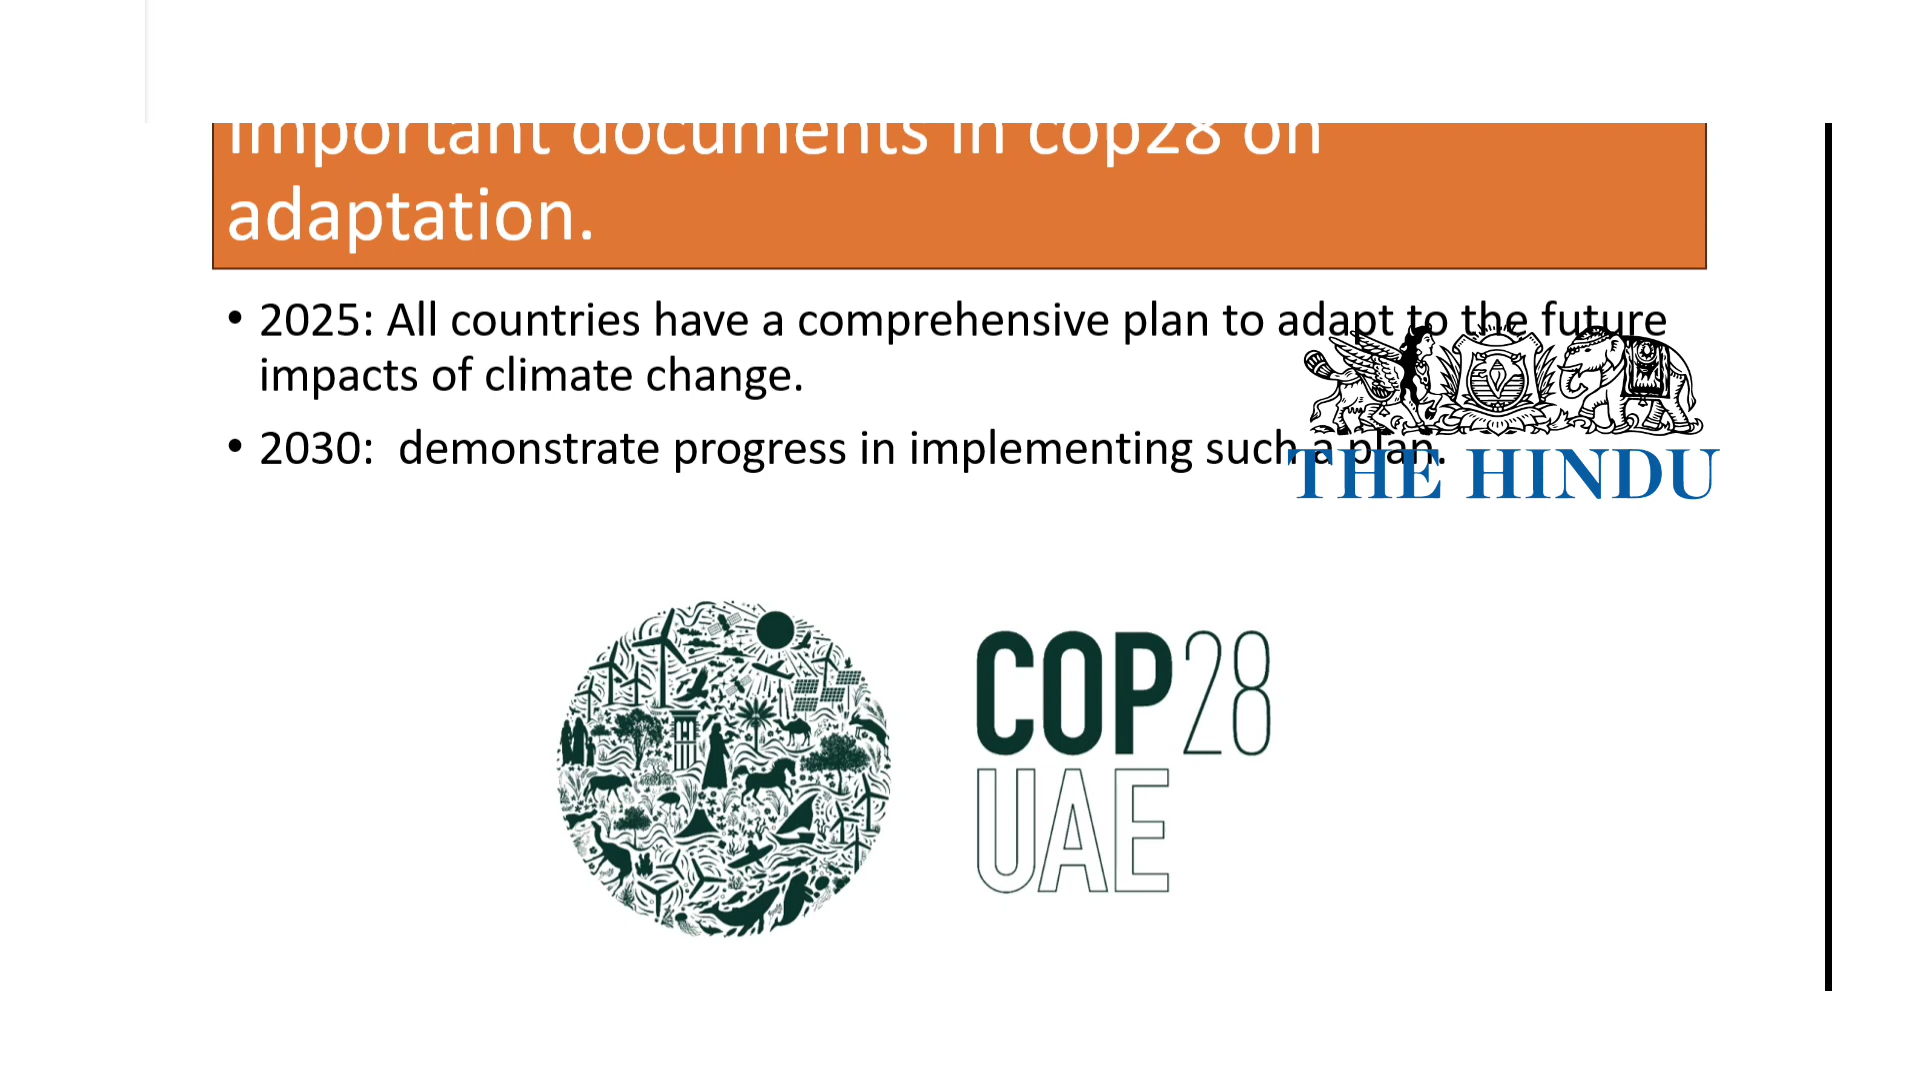 important documents in cop28 on
adaptation.
• 2025: All countries have a comprehensive plan to adapt to the future
impacts of climate change.
• 2030:  demonstrate progress in implementing such a plan.
THE HINDU
COP28
UAE